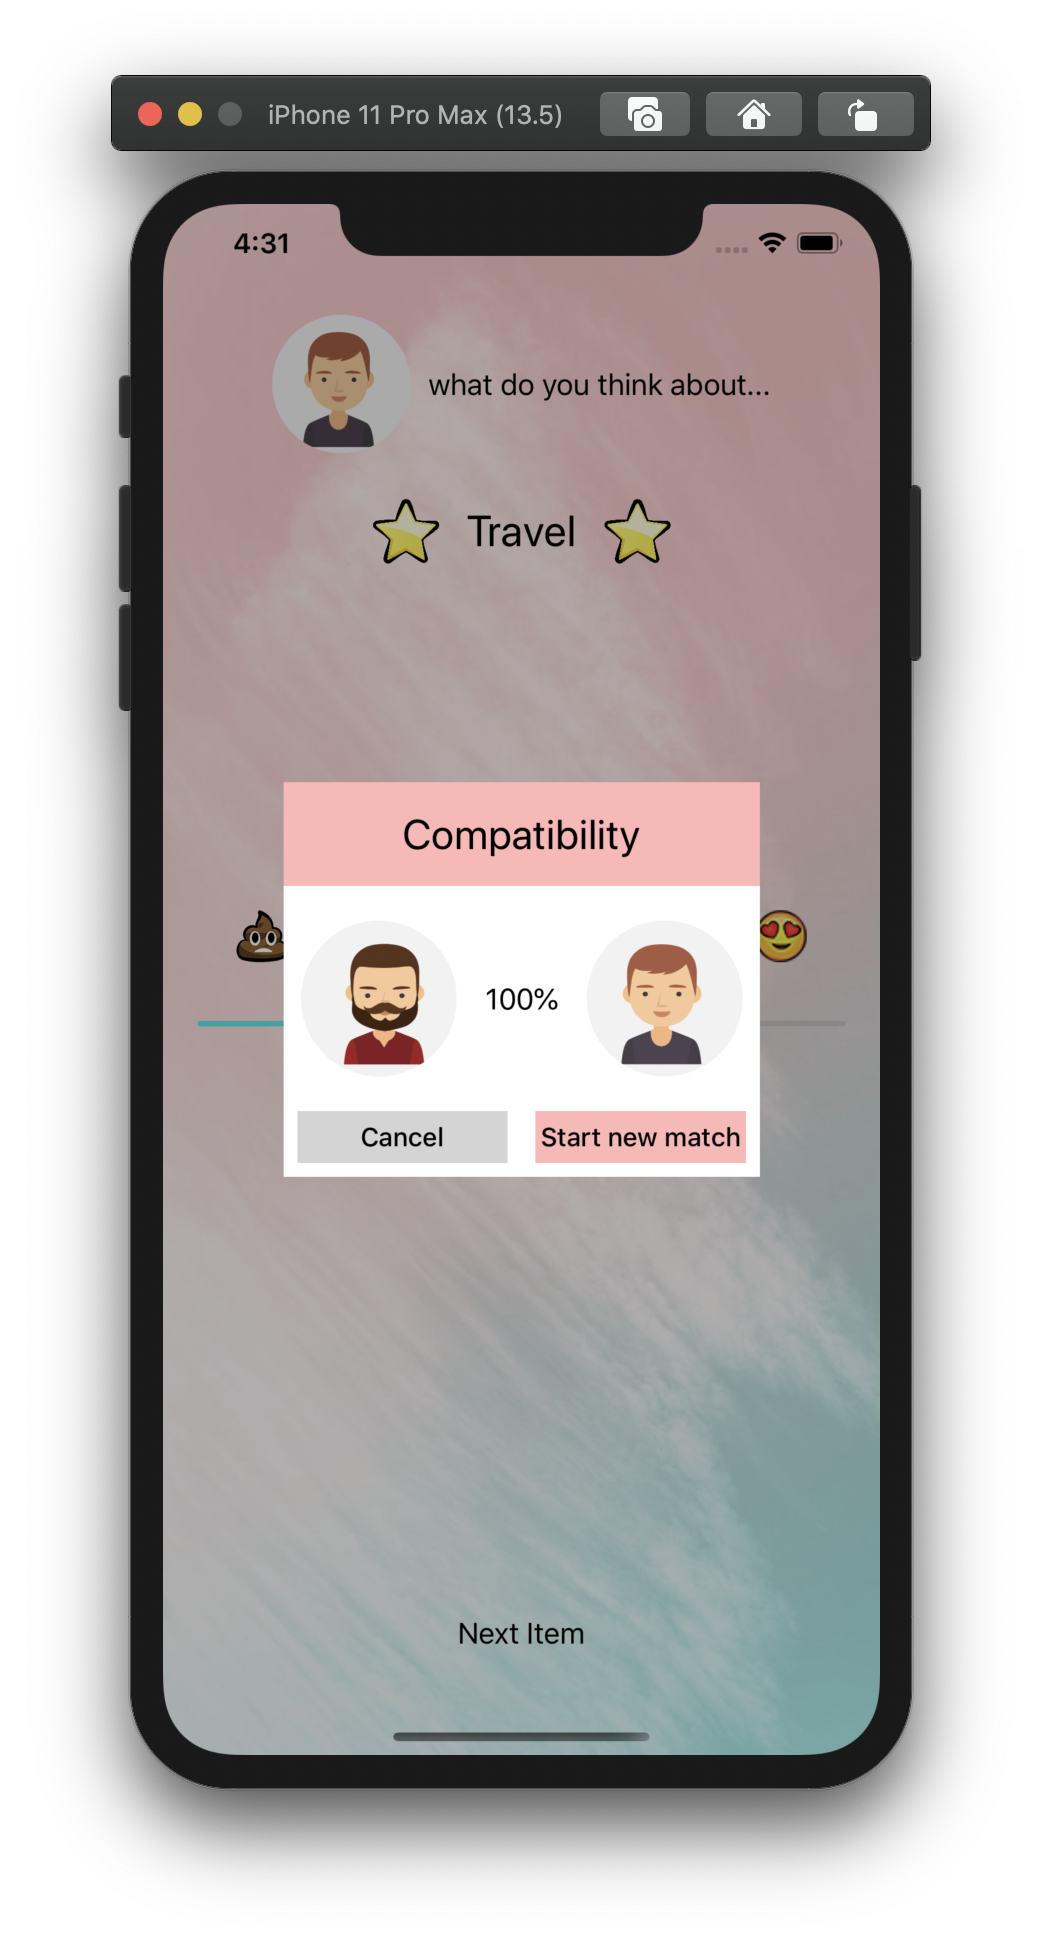 iPhone 11 Pro Max (13.5)
4:31
what do you think about...
Travel
Compatibility
100%
Cancel
Start new match
Next Item